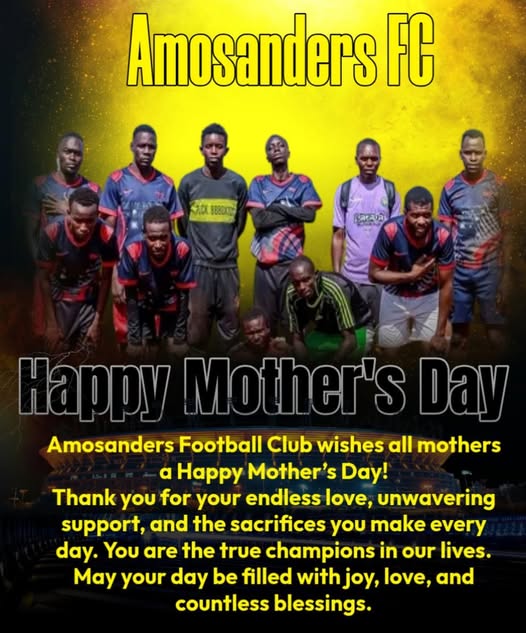 Amosanders FC
Happy Mother's Day
Amosanders Football Club wishes all mothers
a Happy Mother’s Day!
Thank you for your endless love, unwavering
support, and the sacrifices you make every
day. You are the true champions in our lives.
May your day be filled with joy, love, and
countless blessings.